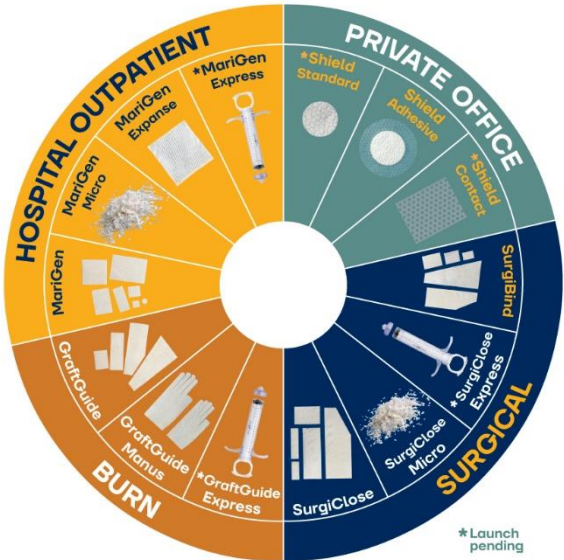 HOSPITAL OUTPATIENT
*MariGen
Express
MariGen
Expanse
MariGen
Micro
MariGen
PRIVATE OFFICE
*Shield
Standard
Shield
Adhesive
*Shield
Contact
SURGICAL
SurgiBind
*SurgiClose
Express
SurgiClose
Micro
SurgiClose
BURN
GraftGuide
GraftGuide
Manus
*GraftGuide
Express
*Launch
pending